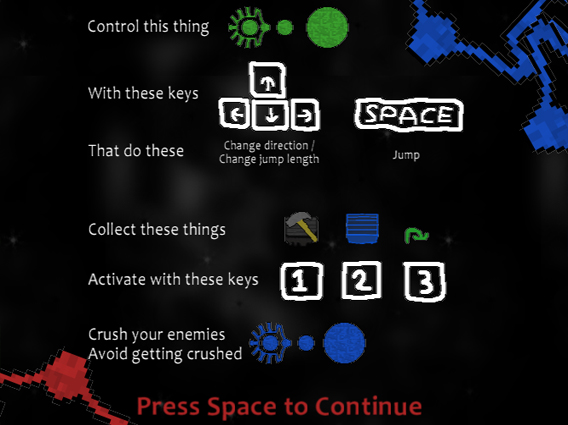 Control this thing
With these keys
SPACE
That do these
Change direction /
Change jump length
Jump
Collect these things
Activate with these keys
1 2 3
Crush your enemies
Avoid getting crushed
Press Space to Continue